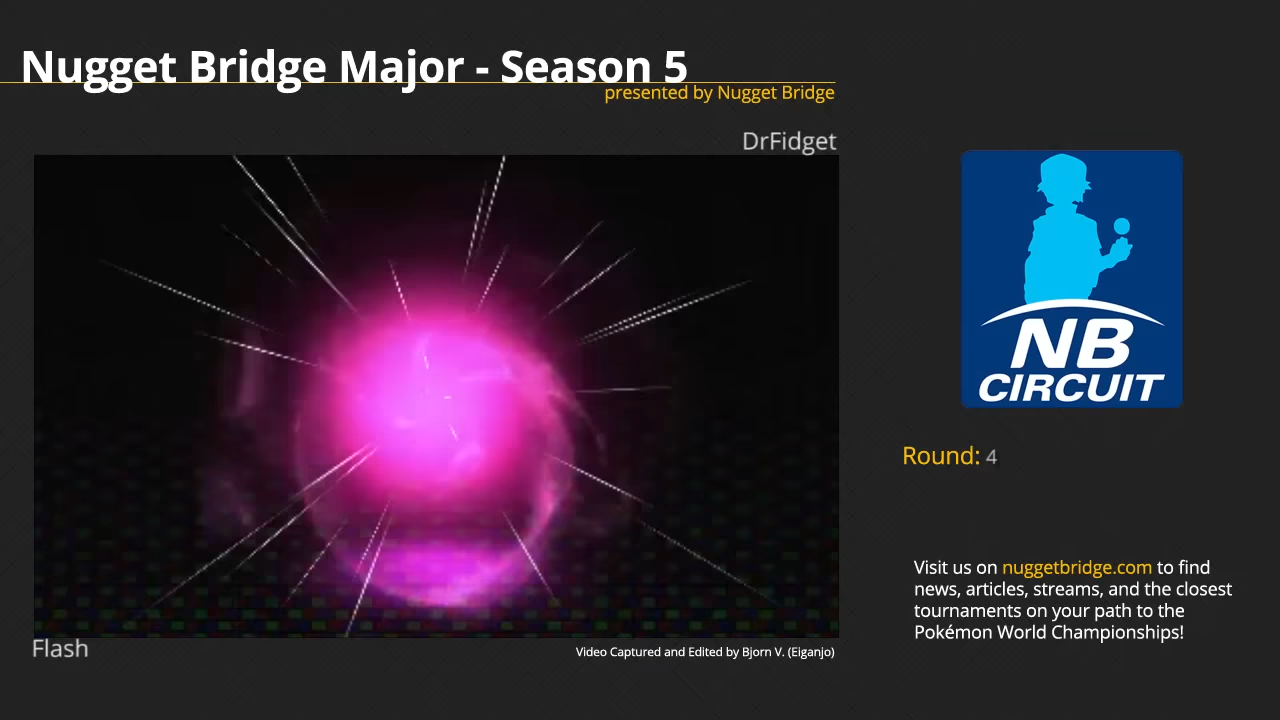 Nugget Bridge Major - Season 5
presented by Nugget Bridge
DrFidget
NB
CIRCUIT
Round: 4
Visit us on nuggetbridge.com to find
news, articles, streams, and the closest
tournaments on your path to the
Pokémon World Championships!
Flash
Video Captured and Edited by Bjorn V. (Eiganjo)